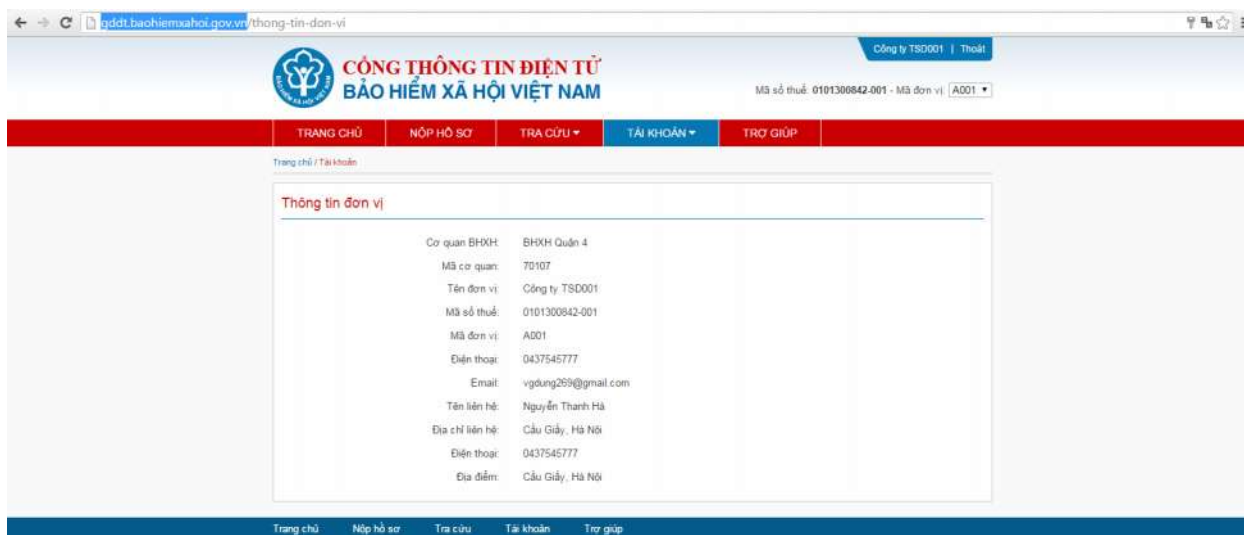 gddt.baohiemxahoi.gov.vn/thong-tin-don-vi
Công ty TSD001 | Thoát
CỔNG THÔNG TIN ĐIỆN TỬ
BẢO HIỂM XÃ HỘI VIỆT NAM
Mã số thuế: 0101300842-001 - Mã đơn vị: A001
TRANG CHỦ NỘP HỒ SƠ TRA CỨU TÀI KHOẢN TRỢ GIÚP
Trang chủ / Tài khoản
Thông tin đơn vị
Cơ quan BHXH: BHXH Quận 4
Mã cơ quan: 70107
Tên đơn vị: Công ty TSD001
Mã số thuế: 0101300842-001
Mã đơn vị: A001
Điện thoại: 0437545777
Email: vgdung269@gmail.com
Tên liên hệ: Nguyễn Thanh Hà
Địa chỉ liên hệ: Cầu Giấy, Hà Nội
Điện thoại: 0437545777
Địa điểm: Cầu Giấy, Hà Nội
Trang chủ Nộp hồ sơ Tra cứu Tài khoản Trợ giúp